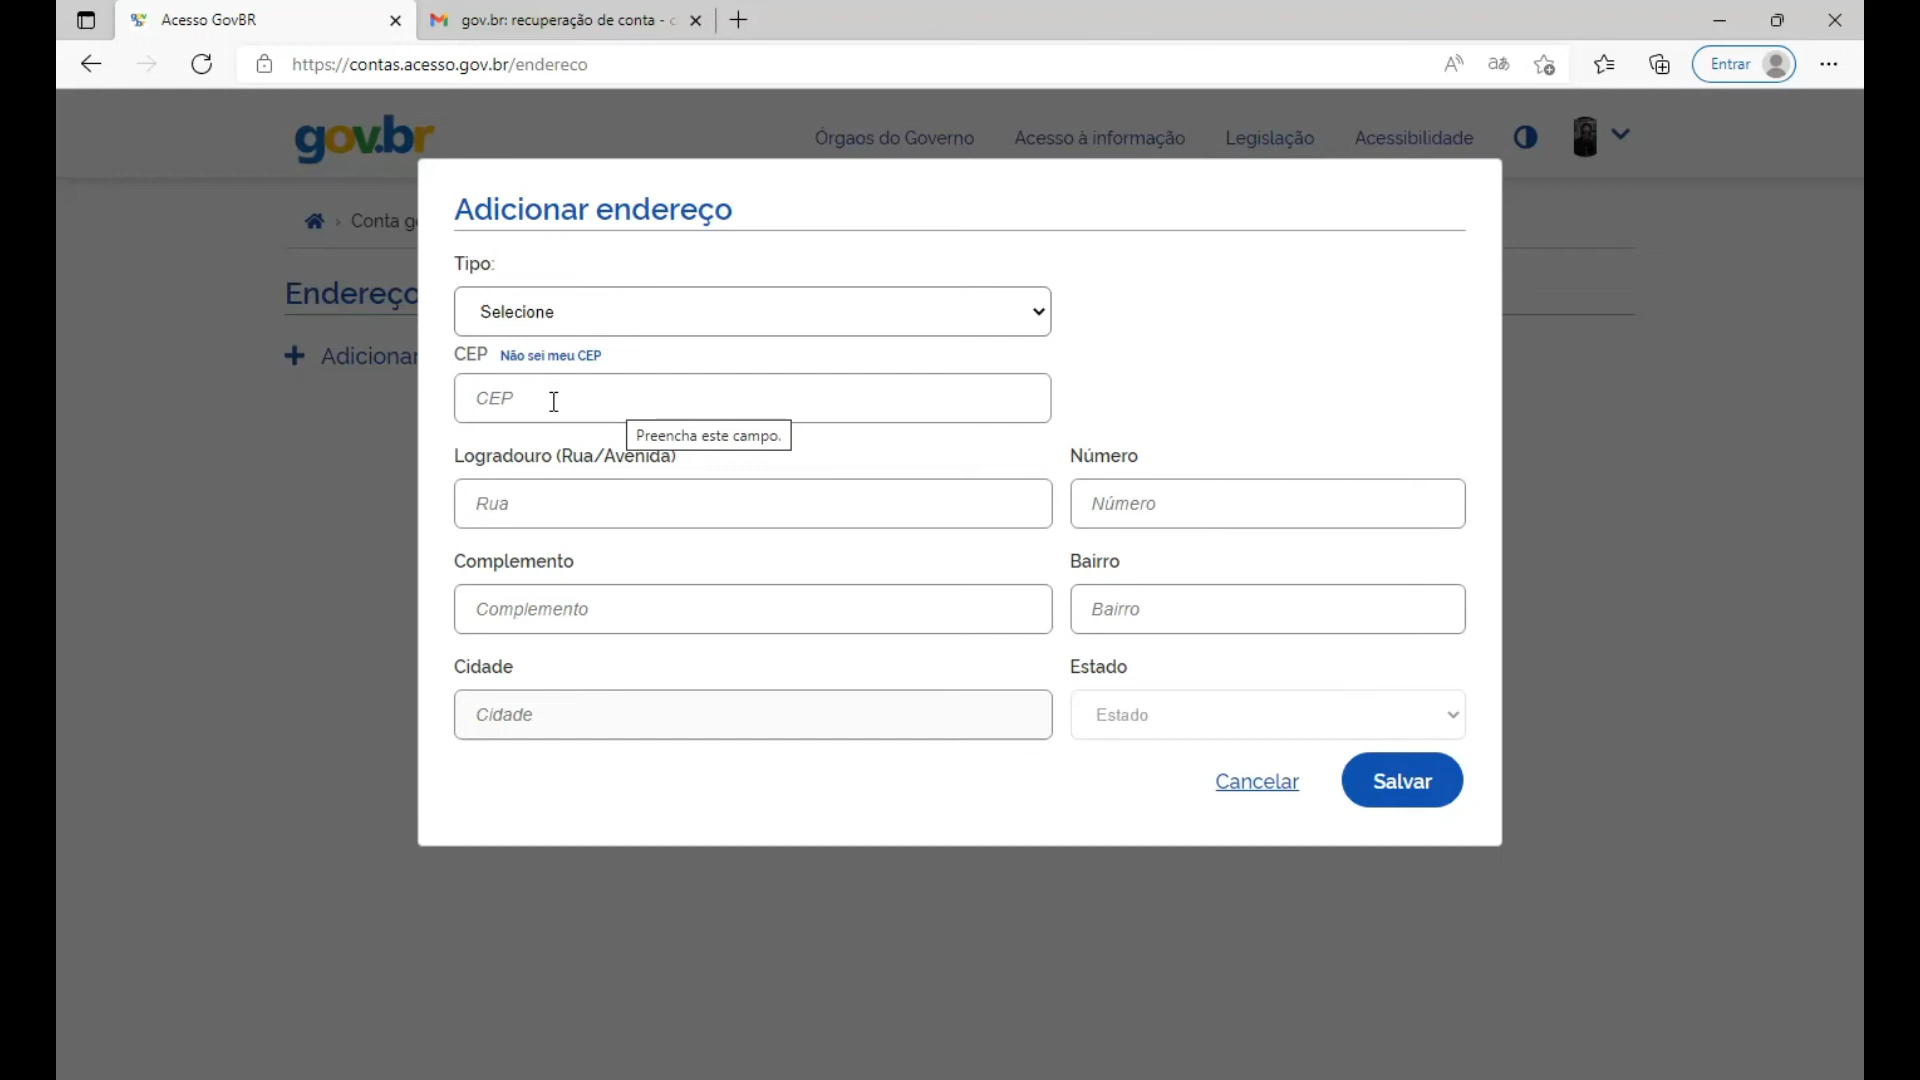 Acesso GovBR
gov.br: recuperação de conta -
https://contas.acesso.gov.br/endereco
Entrar
gov.br
Órgaos do Governo
Acesso à informação
Legislação
Acessibilidade
Conta
Endereço
Adicionar
Adicionar endereço
Tipo:
Selecione
CEP Não sei meu CEP
CEP
Preencha este campo.
Logradouro (Rua/Avenida)
Número
Rua
Número
Complemento
Bairro
Complemento
Bairro
Cidade
Estado
Cidade
Estado
Cancelar
Salvar